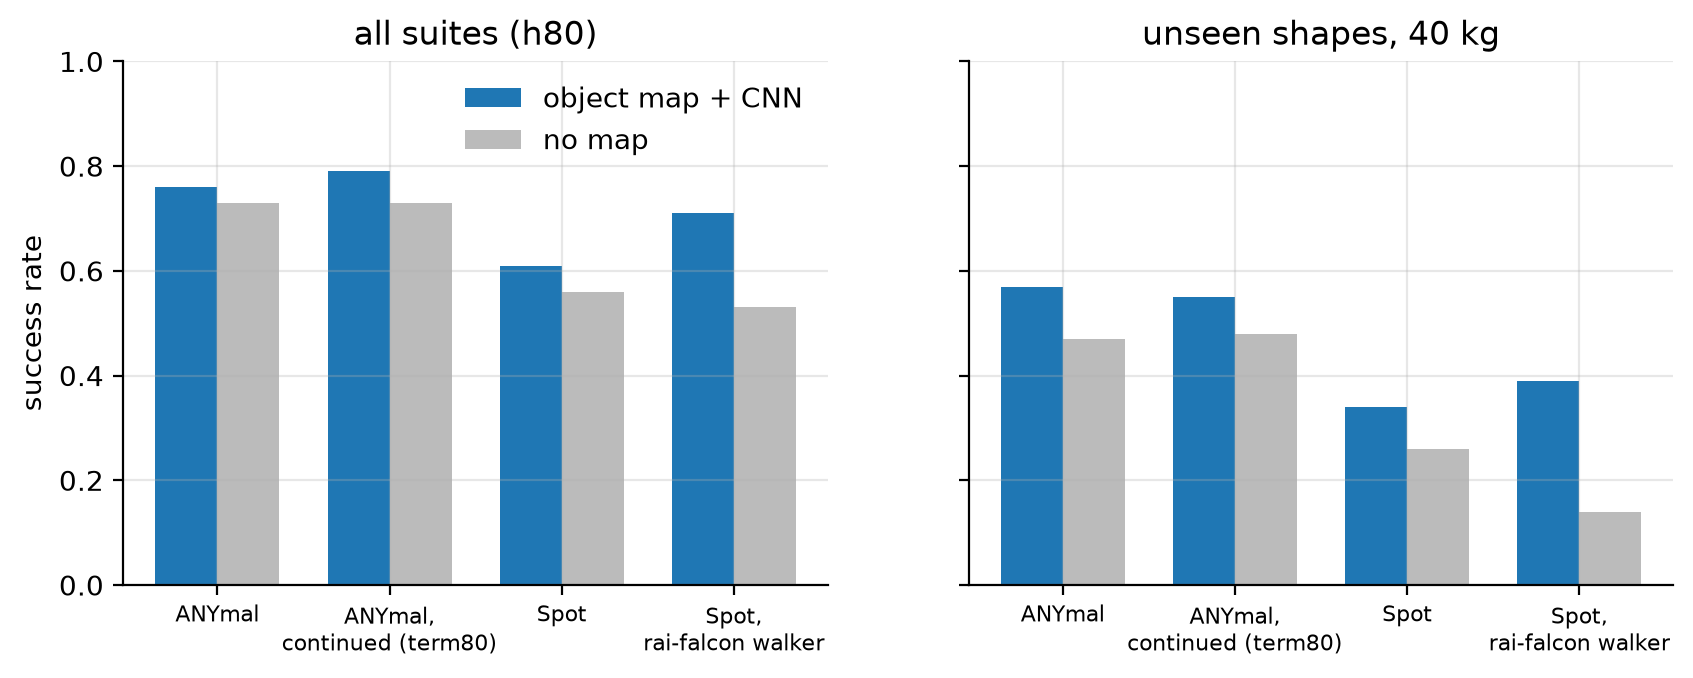 all suites (h80)
unseen shapes, 40 kg
success rate
1.0
0.8
0.6
0.4
0.2
0.0
object map + CNN
no map
ANYmal
ANYmal,
continued (term80)
Spot
Spot,
rai-falcon walker
ANYmal
ANYmal,
continued (term80)
Spot
Spot,
rai-falcon walker